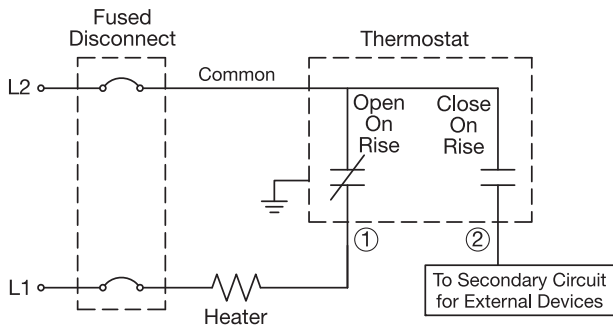 Fused
Disconnect
Thermostat
L2
Common
Open
On
Rise
Close
On
Rise
①
②
L1
Heater
To Secondary Circuit
for External Devices